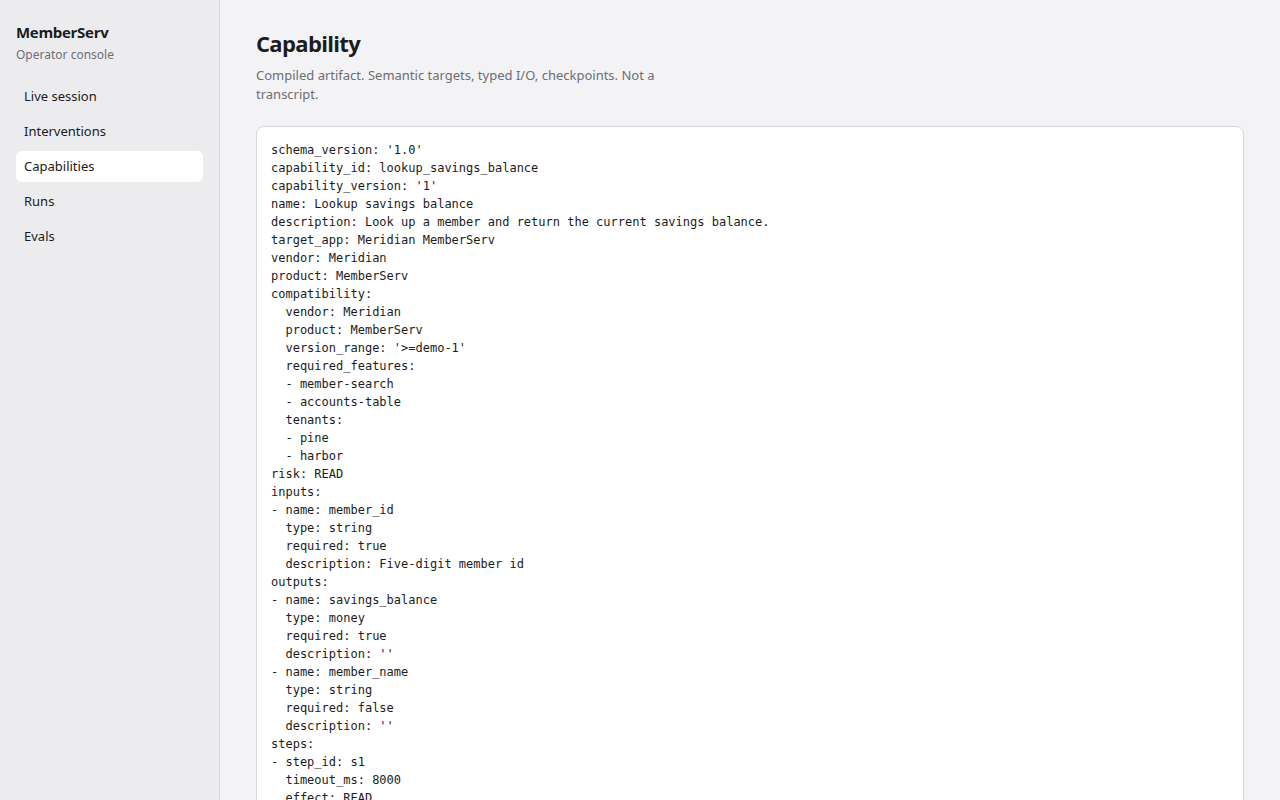 MemberServ
Operator console
Live session
Interventions
Capabilities
Runs
Evals
Capability
Compiled artifact. Semantic targets, typed I/O, checkpoints. Not a
transcript.
schema_version: '1.0'
capability_id: lookup_savings_balance
capability_version: '1'
name: Lookup savings balance
description: Look up a member and return the current savings balance.
target_app: Meridian MemberServ
vendor: Meridian
product: MemberServ
compatibility:
  vendor: Meridian
  product: MemberServ
  version_range: '>=demo-1'
  required_features:
  - member-search
  - accounts-table
  tenants:
  - pine
  - harbor
risk: READ
inputs:
- name: member_id
  type: string
  required: true
  description: Five-digit member id
outputs:
- name: savings_balance
  type: money
  required: true
  description: ''
- name: member_name
  type: string
  required: false
  description: ''
steps:
- step_id: s1
  timeout_ms: 8000
  effect: READ